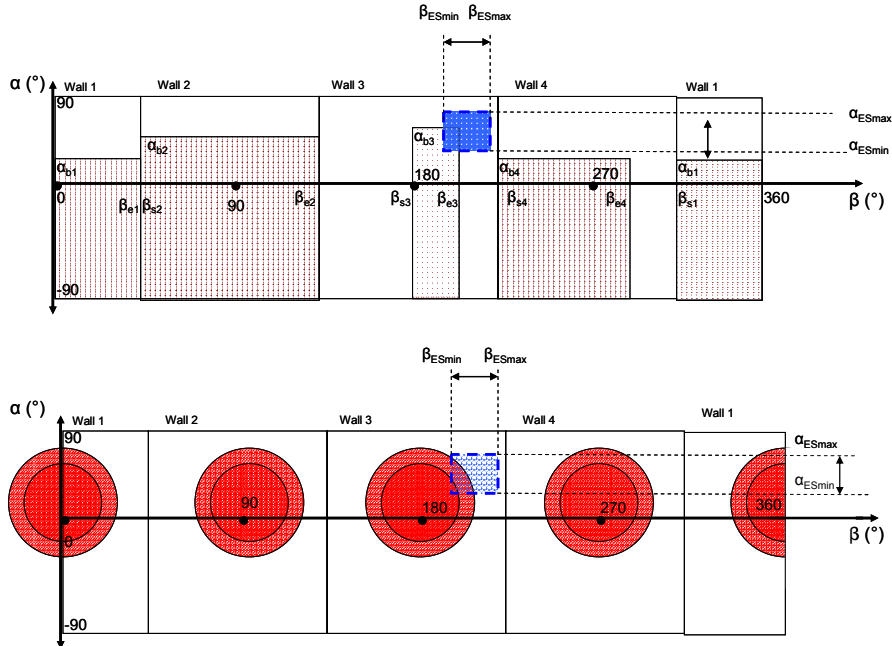 βESmin βESmax
α (°) Wall 1 Wall 2 Wall 3 Wall 4 Wall 1
90
αESmax
αb2 αb3
αESmin
αb1 αb4 αb1
180 270
0 βe1 βs2 90 βe2 βs3 βe3 βs4 βe4 βs1 360 β (°)
-90
βESmin βESmax
α (°) Wall 1 Wall 2 Wall 3 Wall 4 Wall 1
90
αESmax
αESmin
90 180 270 360
0
β (°)
-90